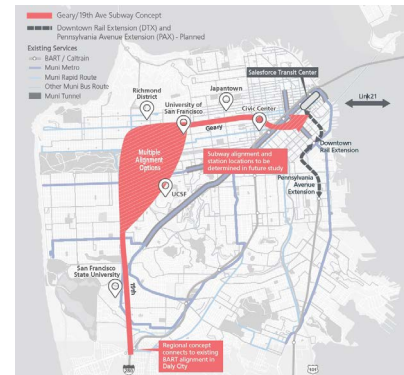 Geary/19th Ave Subway Concept
Downtown Rail Extension (DTX) and
Pennsylvania Avenue Extension (PAX) - Planned
Existing Services
BART / Caltrain
Muni Metro
Muni Rapid Route
Other Muni Bus Route
Muni Tunnel
Richmond
District
Japantown
University of
San Francisco
Civic Center
Salesforce Transit Center
Link21
Geary
Multiple
Alignment
Options
Subway alignment and
station locations to be
determined in future study
Downtown
Rail Extension
Pennsylvania
Avenue
Extension
UCSF
San Francisco
State University
19th
Regional concept
connects to existing
BART alignment in
Daly City
101